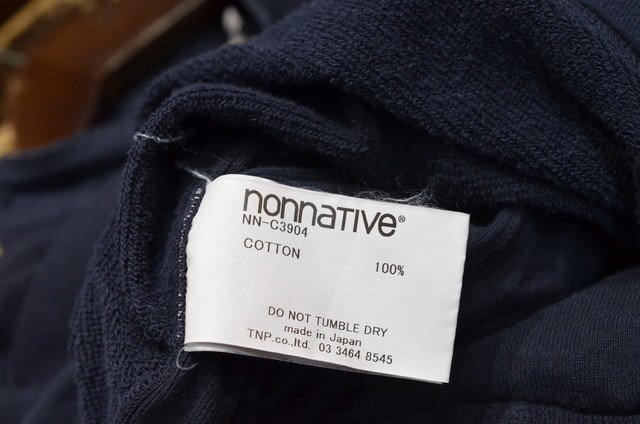 nonnative®
NN-C3904
COTTON 100%
DO NOT TUMBLE DRY
made in Japan
TNP.co.,ltd. 03 3464 8545